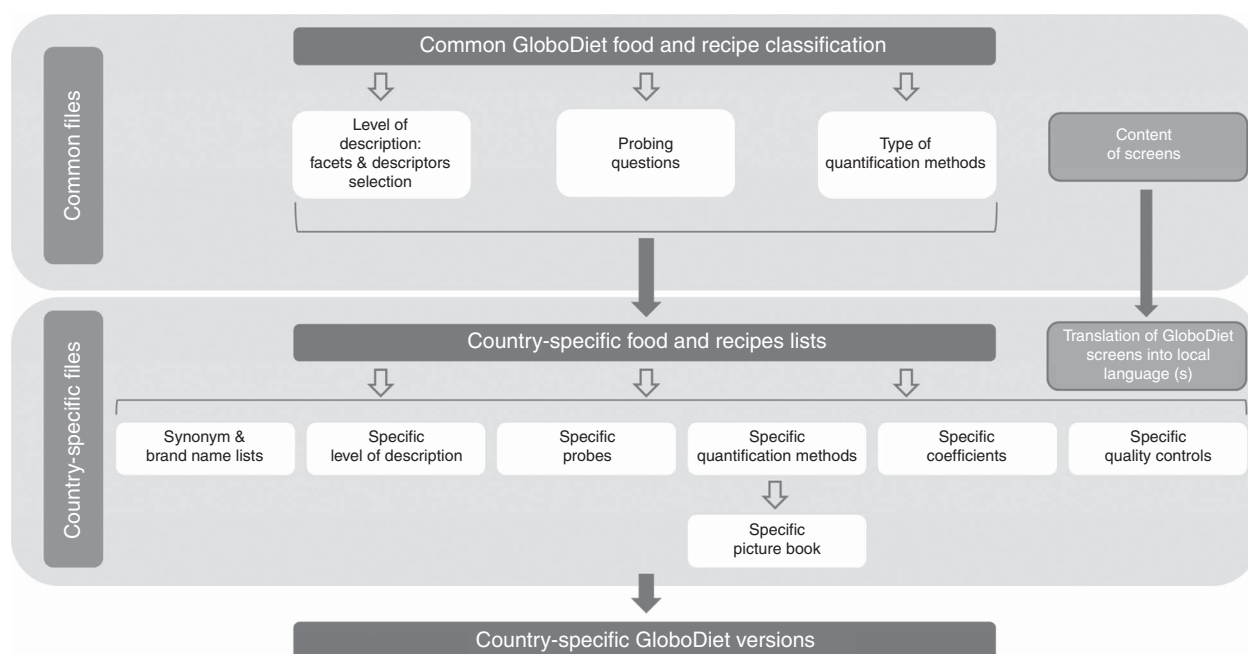 Common files
Common GloboDiet food and recipe classification
Level of
description:
facets & descriptors
selection
Probing
questions
Type of
quantification methods
Content
of screens
Country-specific files
Country-specific food and recipes lists
Translation of GloboDiet
screens into local
language (s)
Synonym &
brand name lists
Specific
level of description
Specific
probes
Specific
quantification methods
Specific
coefficients
Specific
quality controls
Specific
picture book
Country-specific GloboDiet versions